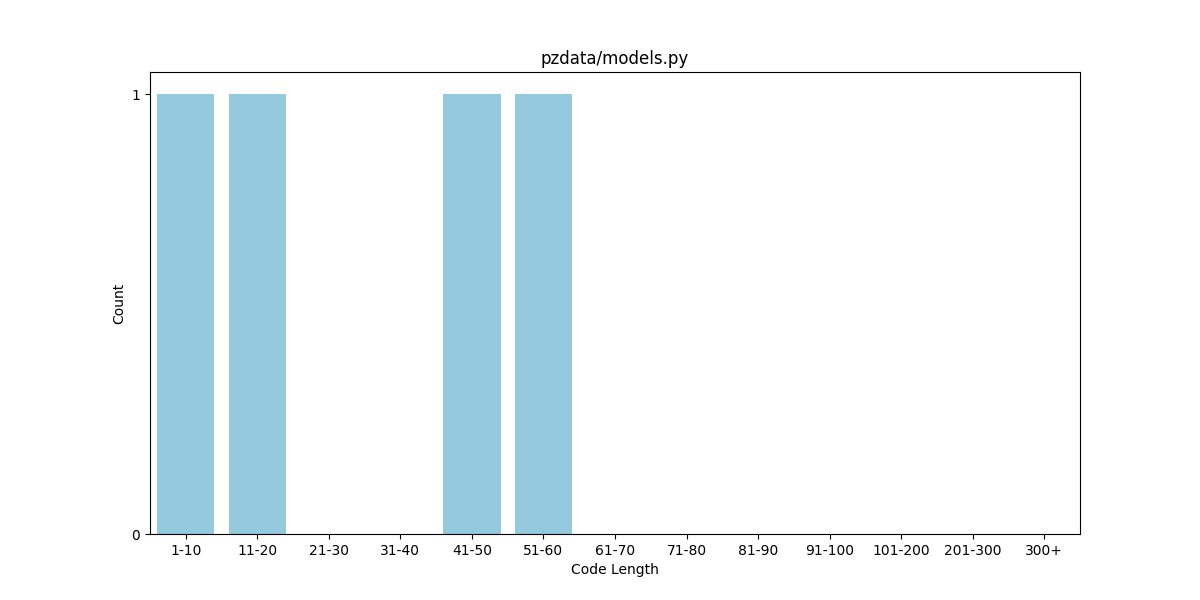 pzdata/models.py
1
0
Count
1-10 11-20 21-30 31-40 41-50 51-60 61-70 71-80 81-90 91-100 101-200 201-300 300+
Code Length